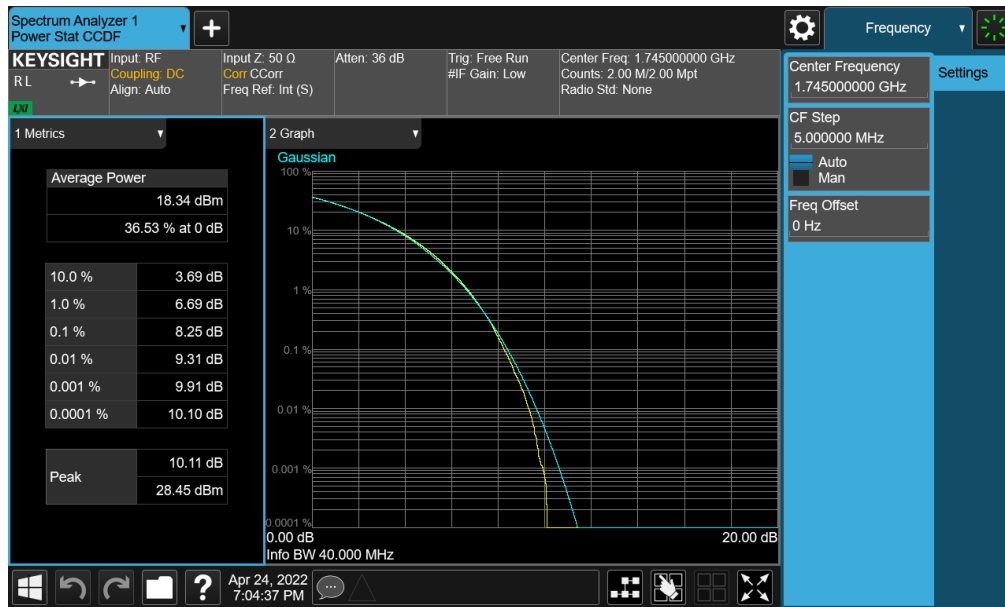 Spectrum Analyzer 1
Power Stat CCDF
+
Frequency
KEYSIGHT
RL
LXI
Input: RF
Coupling: DC
Align: Auto
Input Z: 50 Ω
Corr CCorr
Freq Ref: Int (S)
Atten: 36 dB
Trig: Free Run
#IF Gain: Low
Center Freq: 1.745000000 GHz
Counts: 2.00 M/2.00 Mpt
Radio Std: None
Center Frequency
1.745000000 GHz
Settings
CF Step
5.000000 MHz
Auto
Man
Freq Offset
0 Hz
1 Metrics
Average Power
18.34 dBm
36.53 % at 0 dB
10.0 % 3.69 dB
1.0 % 6.69 dB
0.1 % 8.25 dB
0.01 % 9.31 dB
0.001 % 9.91 dB
0.0001 % 10.10 dB
Peak
10.11 dB
28.45 dBm
2 Graph
Gaussian
100 %
10 %
1 %
0.1 %
0.01 %
0.001 %
0.0001 %
0.00 dB 20.00 dB
Info BW 40.000 MHz
?
Apr 24, 2022
7:04:37 PM